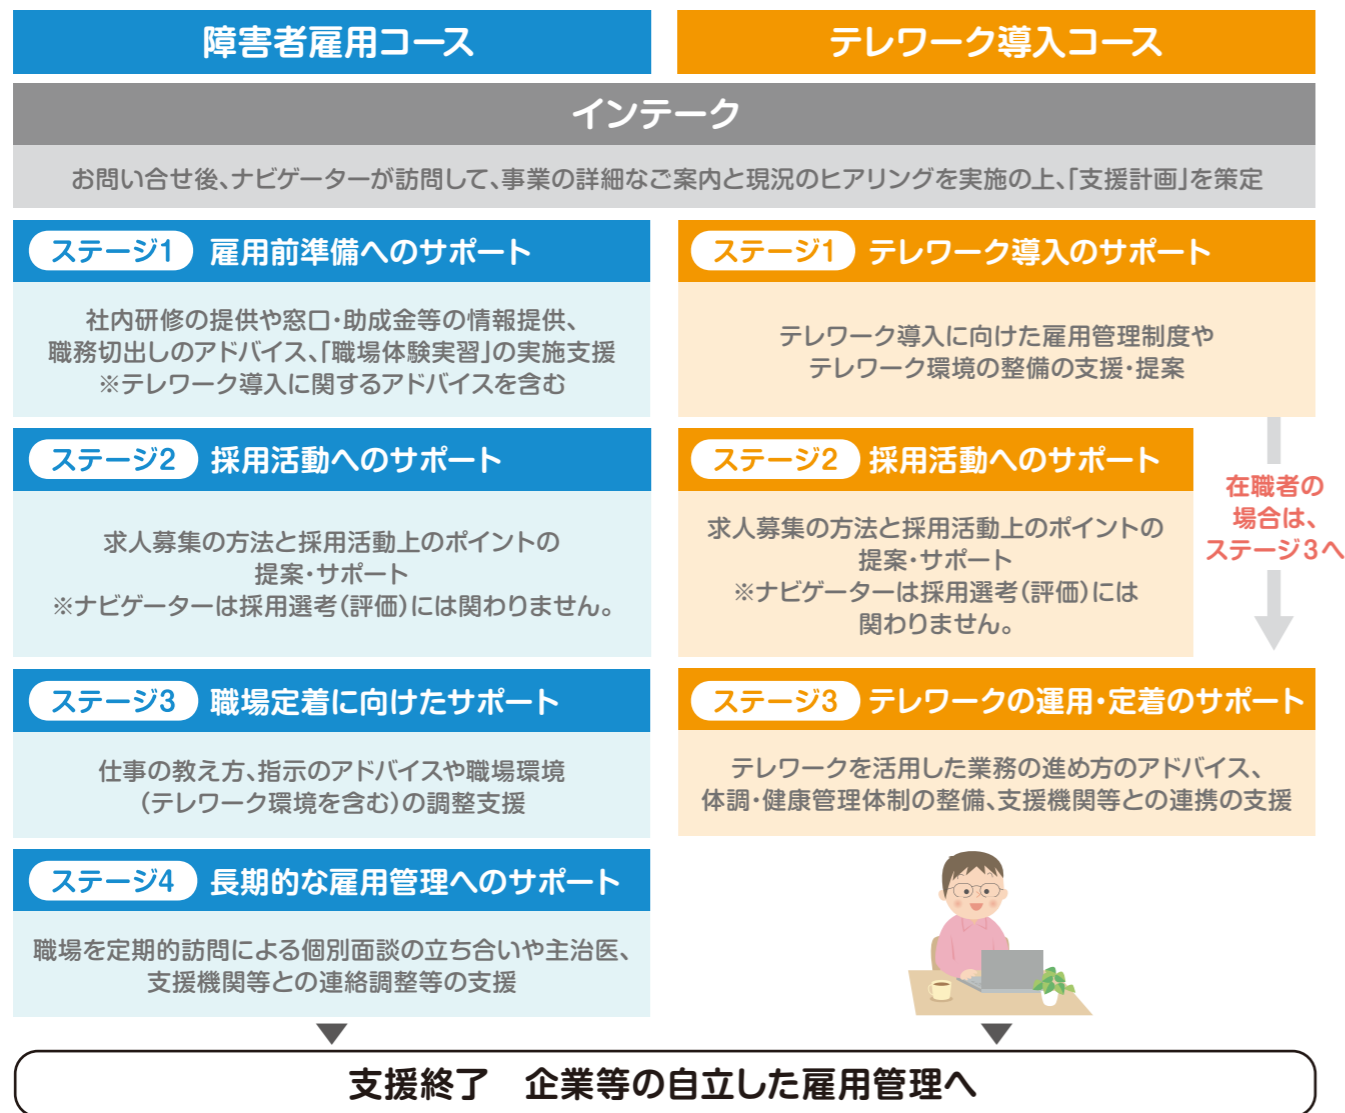 障害者雇用コース
テレワーク導入コース
インテーク
お問い合せ後、ナビゲーターが訪問して、事業の詳細なご案内と現況のヒアリングを実施の上、「支援計画」を策定
ステージ1 雇用前準備へのサポート
社内研修の提供や窓口・助成金等の情報提供、
職務切出しのアドバイス、「職場体験実習」の実施支援
※テレワーク導入に関するアドバイスを含む
ステージ1 テレワーク導入のサポート
テレワーク導入に向けた雇用管理制度や
テレワーク環境の整備の支援・提案
ステージ2 採用活動へのサポート
求人募集の方法と採用活動上のポイントの
提案・サポート
※ナビゲーターは採用選考(評価)には関わりません。
ステージ2 採用活動へのサポート
求人募集の方法と採用活動上のポイントの
提案・サポート
※ナビゲーターは採用選考(評価)には
関わりません。
在職者の
場合は、
ステージ3へ
ステージ3 職場定着に向けたサポート
仕事の教え方、指示のアドバイスや職場環境
(テレワーク環境を含む)の調整支援
ステージ3 テレワークの運用・定着のサポート
テレワークを活用した業務の進め方のアドバイス、
体調・健康管理体制の整備、支援機関等との連携の支援
ステージ4 長期的な雇用管理へのサポート
職場を定期的訪問による個別面談の立ち合いや主治医、
支援機関等との連絡調整等の支援
支援終了 企業等の自立した雇用管理へ